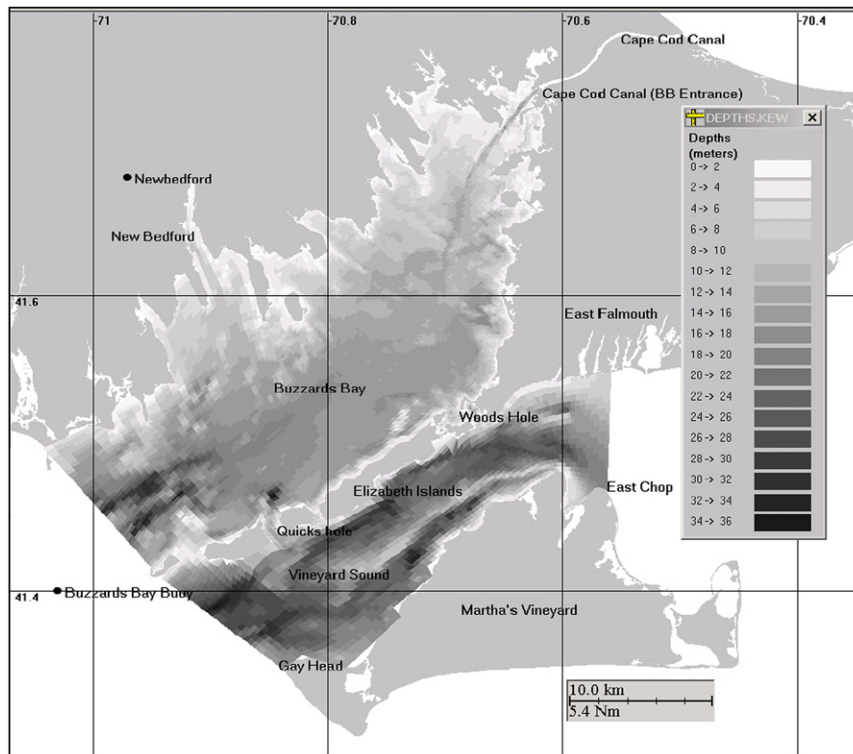 -71
-70.8
-70.6
-70.4
Cape Cod Canal
Cape Cod Canal (BB Entrance)
DEPTHS.KEW
Depths
(meters)
0-> 2
2-> 4
4-> 6
6-> 8
8-> 10
10-> 12
12-> 14
14-> 16
16-> 18
18-> 20
20-> 22
22-> 24
24-> 26
26-> 28
28-> 30
30-> 32
32-> 34
34-> 36
Newbedford
New Bedford
41.6
East Falmouth
Buzzards Bay
Woods Hole
Elizabeth Islands
East Chop
Quicks hole
Vineyard Sound
41.4
Buzzards Bay Buoy
Martha's Vineyard
Gay Head
10.0 km
5.4 Nm